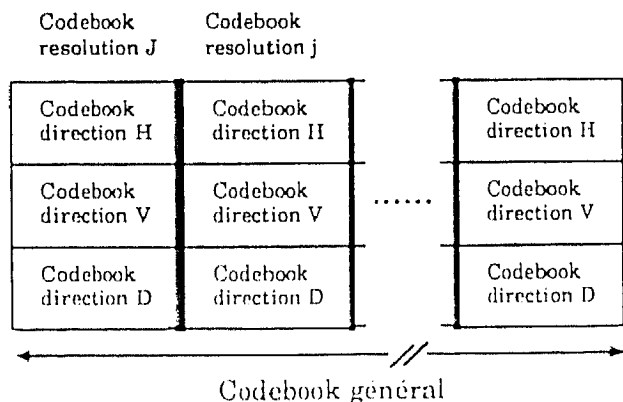 Codebook
resolution J
Codebook
resolution j
Codebook
direction H
Codebook
direction H
Codebook
direction H
Codebook
direction V
Codebook
direction V
......
Codebook
direction V
Codebook
direction D
Codebook
direction D
Codebook
direction D
Codebook général